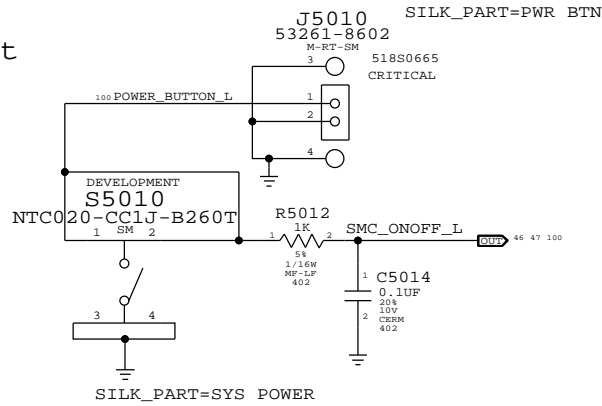 t
J5010
SILK_PART=PWR BTN
53261-8602
M-RT-SM
3
518S0665
CRITICAL
100 POWER_BUTTON_L
1
2
4
DEVELOPMENT
S5010
NTC020-CC1J-B260T
1 SM 2
R5012
1K
1 2
5%
1/16W
MF-LF
402
SMC_ONOFF_L
OUT 46 47 100
1 C5014
0.1UF
20%
10V
2 CERM
402
3 4
SILK_PART=SYS POWER